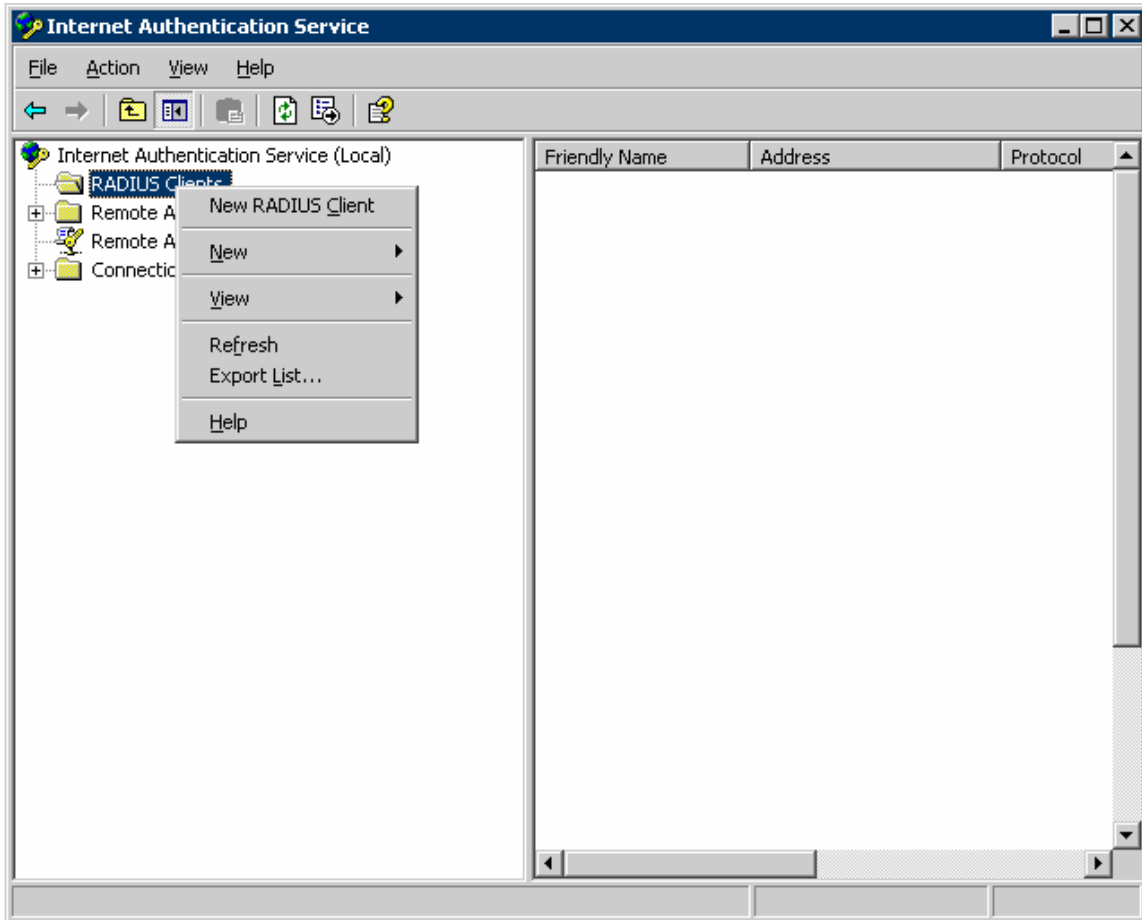 Internet Authentication Service
File Action View Help
Internet Authentication Service (Local)
RADIUS Clients
Remote A
Remote A
Connectic
New RADIUS Client
New
View
Refresh
Export List...
Help
Friendly Name Address Protocol